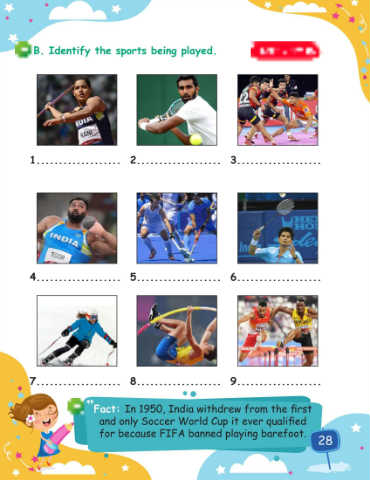 B. Identify the sports being played.
1.................... 2.................... 3....................
INDIA
4.................... 5.................... 6....................
7.................... 8.................... 9....................
Fact: In 1950, India withdrew from the first
and only Soccer World Cup it ever qualified
for because FIFA banned playing barefoot.
28